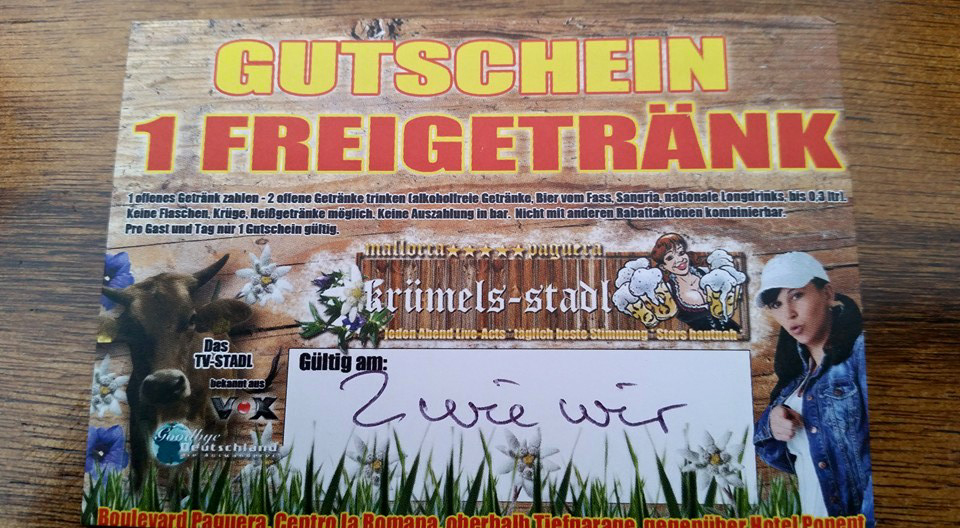 GUTSCHEIN
1 FREIGETRÄNK
1 offenes Getränk zahlen - 2 offene Getränke trinken (alkoholfreie Getränke, Bier vom Fass, Sangria, nationale Longdrinks, bis 0,3 ltr).
Keine Flaschen, Krüge, Heißgetränke möglich. Keine Auszahlung in bar. Nicht mit anderen Rabattaktionen kombinierbar.
Pro Gast und Tag nur 1 Gutschein gültig.
mallorca ★★★★★ paguera
krümels-stadl
Jeden Abend Live-Acts * täglich beste Stimmung * Stars hautnah
Das
TV-STADL
bekannt aus
VOX
Goodbye
Deutschland
Gültig am:
2 wie wir
Boulevard Paguera, Centro la Romana, oberhalb Tiefgarage, gegenüber Hotel Ponent